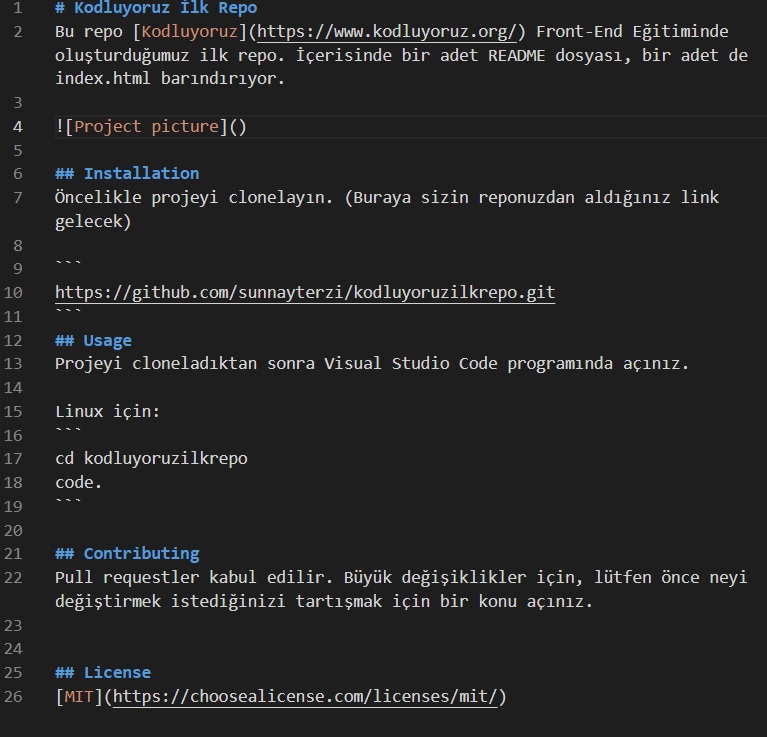 1 # Kodluyoruz İlk Repo
2 Bu repo [Kodluyoruz](https://www.kodluyoruz.org/) Front-End Eğitiminde
oluşturduğumuz ilk repo. İçerisinde bir adet README dosyası, bir adet de
index.html barındırıyor.
3
4 ![Project picture]()
5
6 ## Installation
7 Öncelikle projeyi clonelayın. (Buraya sizin reponuzdan aldığınız link
gelecek)
8
9 ```
10 https://github.com/sunnayterzi/kodluyoruzilkrepo.git
11 ```
12 ## Usage
13 Projeyi cloneladıktan sonra Visual Studio Code programında açınız.
14
15 Linux için:
16 ```
17 cd kodluyoruzilkrepo
18 code.
19 ```
20
21 ## Contributing
22 Pull requestler kabul edilir. Büyük değişiklikler için, lütfen önce neyi
değiştirmek istediğinizi tartışmak için bir konu açınız.
23
24
25 ## License
26 [MIT](https://choosealicense.com/licenses/mit/)